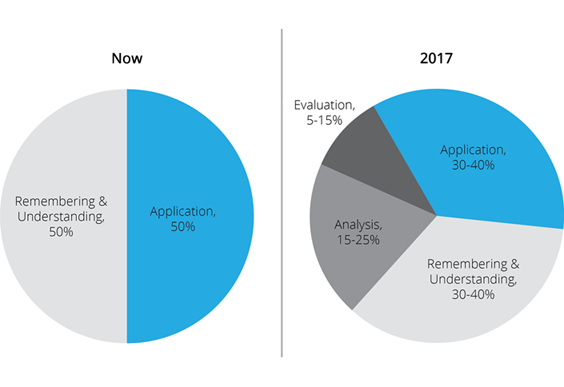 Now
Remembering &
Understanding,
50%
Application,
50%
2017
Evaluation,
5-15%
Application,
30-40%
Analysis,
15-25%
Remembering &
Understanding,
30-40%